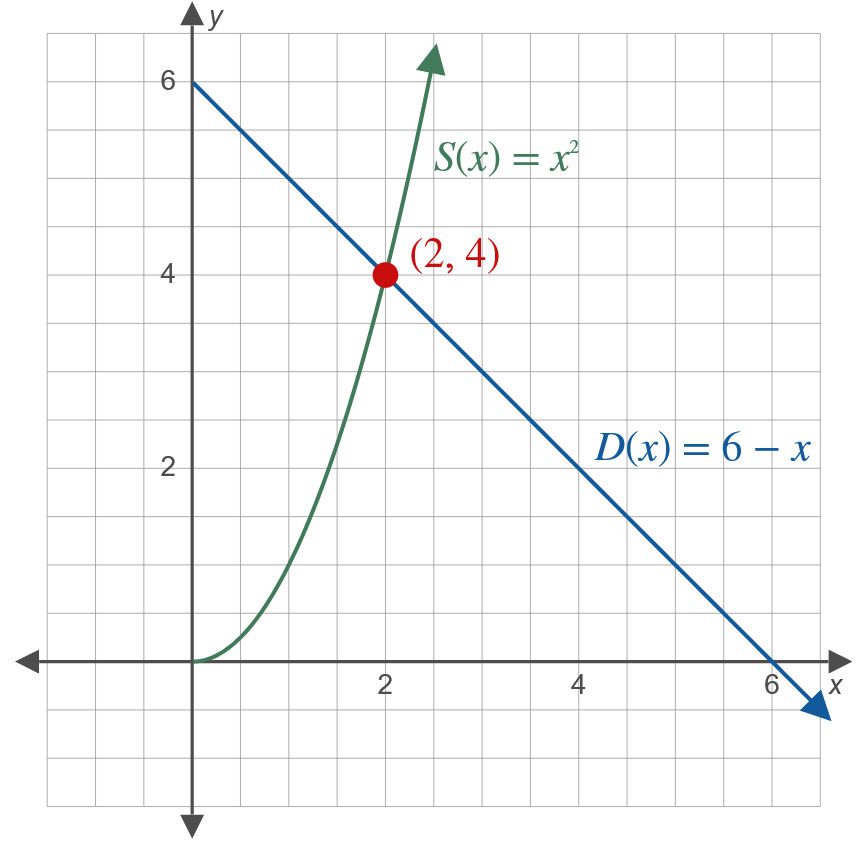 y
6
S(x) = x²
(2, 4)
4
D(x) = 6 − x
2
2 4 6 x